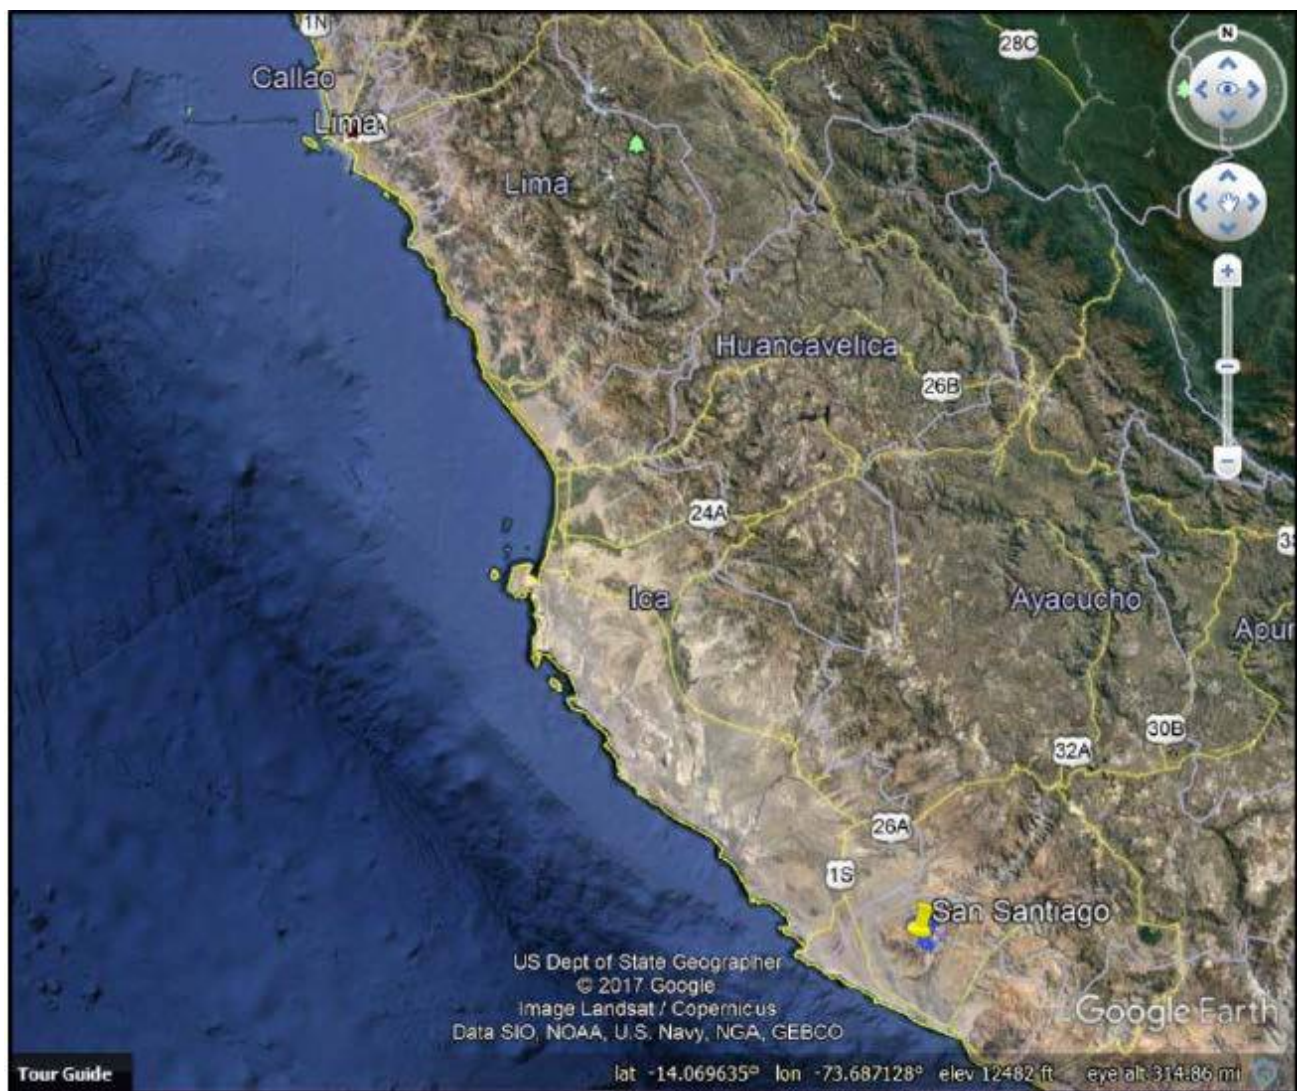 1N
28C
N
Callao
Lima
Lima
Huancavelica
26B
24A
Ica
Ayacucho
30B
32A
26A
1S
San Santiago
US Dept of State Geographer
© 2017 Google
Image Landsat / Copernicus
Data SIO, NOAA, U.S. Navy, NGA, GEBCO
Google Earth
Tour Guide
lat -14.069635° lon -73.687128° elev 12482 ft eye alt 314.86 mi